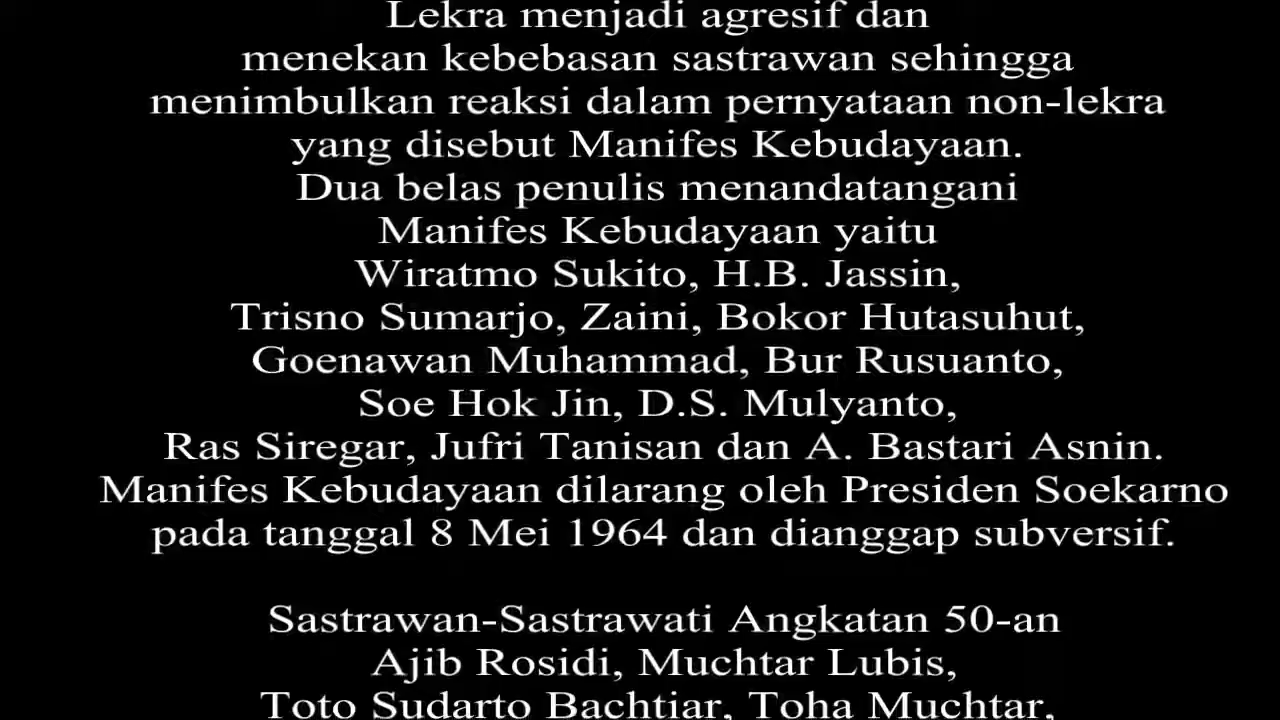 Lekra menjadi agresif dan
menekan kebebasan sastrawan sehingga
menimbulkan reaksi dalam pernyataan non-lekra
yang disebut Manifes Kebudayaan.
Dua belas penulis menandatangani
Manifes Kebudayaan yaitu
Wiratmo Sukito, H.B. Jassin,
Trisno Sumarjo, Zaini, Bokor Hutasuhut,
Goenawan Muhammad, Bur Rusuanto,
Soe Hok Jin, D.S. Mulyanto,
Ras Siregar, Jufri Tanisan dan A. Bastari Asnin.
Manifes Kebudayaan dilarang oleh Presiden Soekarno
pada tanggal 8 Mei 1964 dan dianggap subversif.
Sastrawan-Sastrawati Angkatan 50-an
Ajib Rosidi, Muchtar Lubis,
Toto Sudarto Bachtiar, Toha Muchtar,